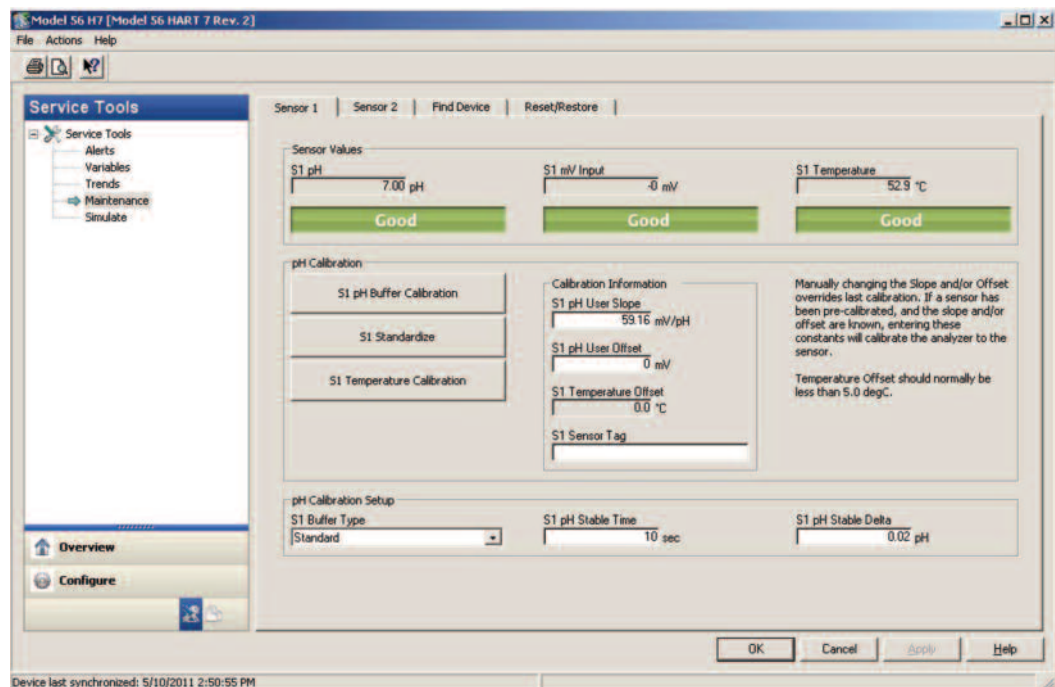 Model 56 H7 [Model 56 HART 7 Rev. 2]
File Actions Help
Service Tools
Service Tools
Alerts
Variables
Trends
Maintenance
Simulate
Overview
Configure
Sensor 1 Sensor 2 Find Device Reset/Restore
Sensor Values
S1 pH
7.00 pH
Good
S1 mV Input
-0 mV
Good
S1 Temperature
52.9 °C
Good
pH Calibration
S1 pH Buffer Calibration
S1 Standardize
S1 Temperature Calibration
Calibration Information
S1 pH User Slope
59.16 mV/pH
S1 pH User Offset
0 mV
S1 Temperature Offset
0.0 °C
S1 Sensor Tag
Manually changing the Slope and/or Offset
overrides last calibration. If a sensor has
been pre-calibrated, and the slope and/or
offset are known, entering these
constants will calibrate the analyzer to the
sensor.
Temperature Offset should normally be
less than 5.0 degC.
pH Calibration Setup
S1 Buffer Type
Standard
S1 pH Stable Time
10 sec
S1 pH Stable Delta
0.02 pH
OK Cancel Apply Help
Device last synchronized: 5/10/2011 2:50:55 PM